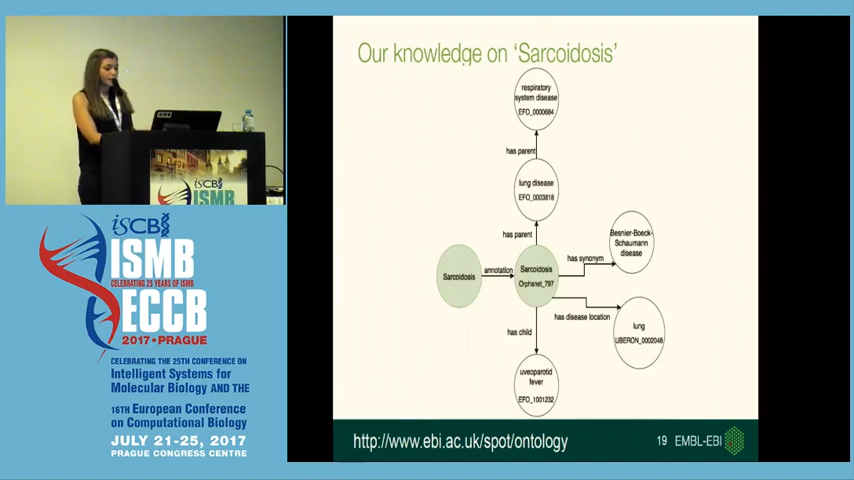 iSCB
ISMB
iSCB
ISMB
CELEBRATING 25 YEARS OF ISMB
ECCB
2017 • PRAGUE
CELEBRATING THE 25TH CONFERENCE ON
Intelligent Systems for
Molecular Biology AND THE
16TH European Conference
on Computational Biology
JULY 21-25, 2017
PRAGUE CONGRESS CENTRE
Our knowledge on 'Sarcoidosis'
respiratory
system disease
EFO_0000684
has parent
lung disease
EFO_0003818
has parent
Sarcoidosis
annotation
Sarcoidosis
Orphanet_797
has synonym
Besnier-Boeck-
Schaumann
disease
has disease location
lung
UBERON_0002048
has child
uveoparotid
fever
EFO_1001232
http://www.ebi.ac.uk/spot/ontology
19
EMBL-EBI